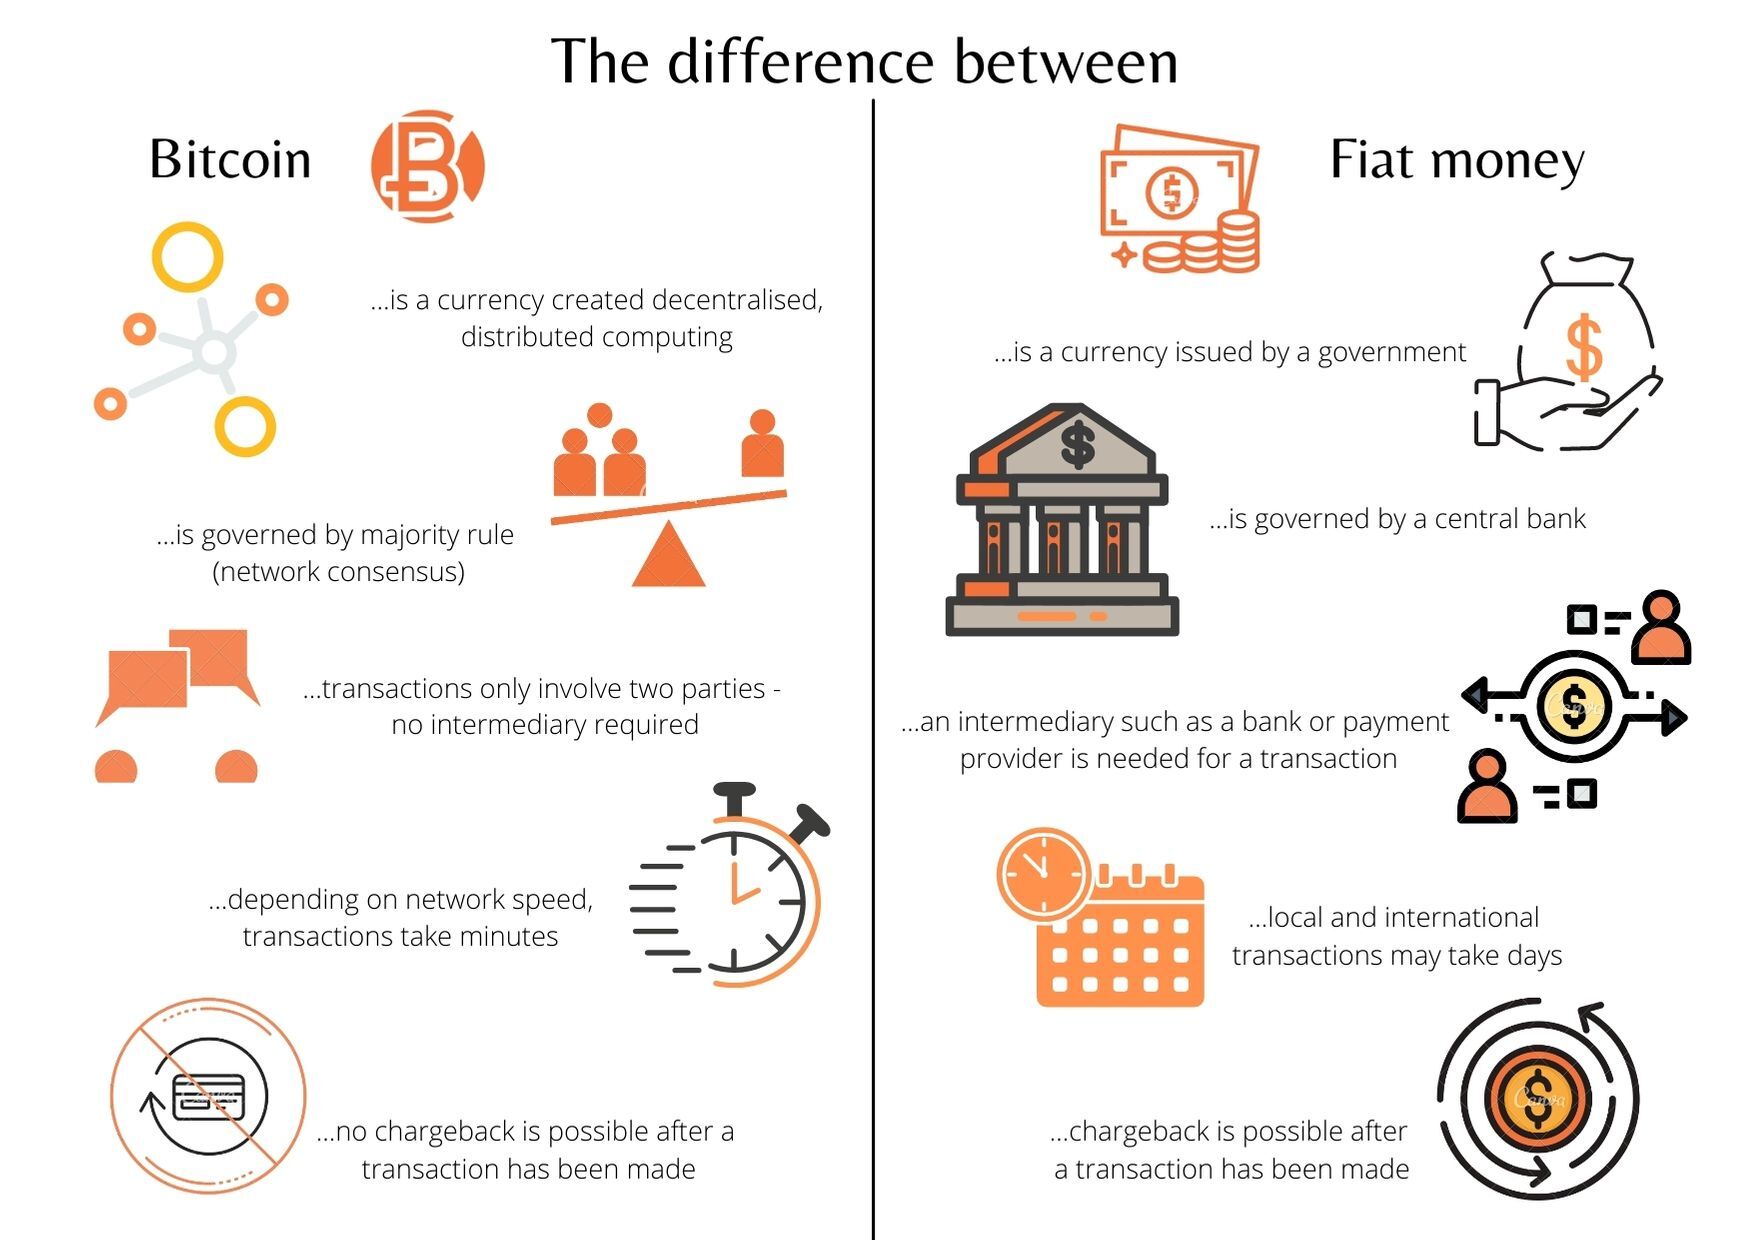 The difference between
Bitcoin
...is a currency created decentralised,
distributed computing
...is governed by majority rule
(network consensus)
...transactions only involve two parties -
no intermediary required
...depending on network speed,
transactions take minutes
...no chargeback is possible after a
transaction has been made
Canva
Fiat money
...is a currency issued by a government
...is governed by a central bank
...an intermediary such as a bank or payment
provider is needed for a transaction
Canva
...local and international
transactions may take days
...chargeback is possible after
a transaction has been made
Canva